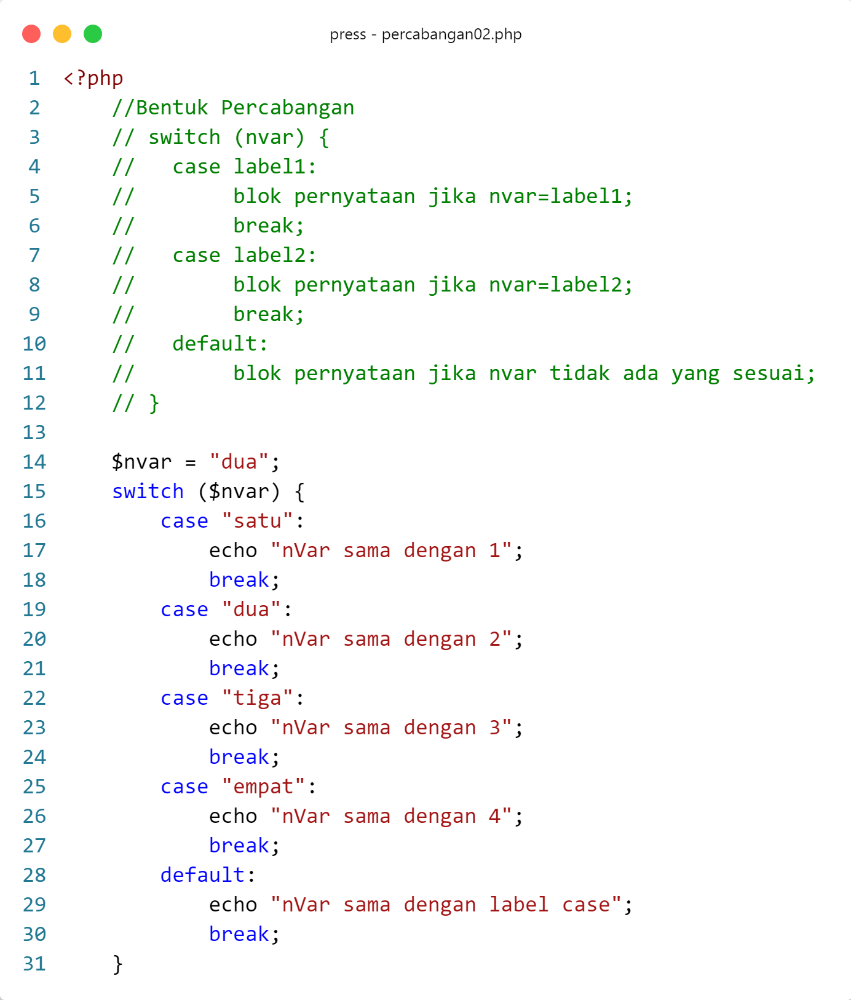 press - percabangan02.php
1 <?php
2     //Bentuk Percabangan
3     // switch (nvar) {
4     //   case label1:
5     //        blok pernyataan jika nvar=label1;
6     //        break;
7     //   case label2:
8     //        blok pernyataan jika nvar=label2;
9     //        break;
10     //   default:
11     //        blok pernyataan jika nvar tidak ada yang sesuai;
12     // }
13
14     $nvar = "dua";
15     switch ($nvar) {
16         case "satu":
17             echo "nVar sama dengan 1";
18             break;
19         case "dua":
20             echo "nVar sama dengan 2";
21             break;
22         case "tiga":
23             echo "nVar sama dengan 3";
24             break;
25         case "empat":
26             echo "nVar sama dengan 4";
27             break;
28         default:
29             echo "nVar sama dengan label case";
30             break;
31     }